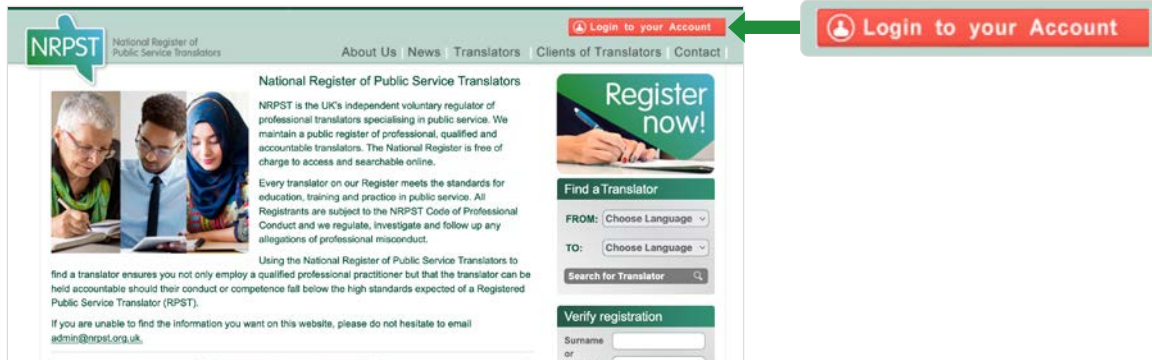 Login to your Account
Login to your Account
NRPST
National Register of
Public Service Translators
About Us | News | Translators | Clients of Translators | Contact |
National Register of Public Service Translators
NRPST is the UK's independent voluntary regulator of
professional translators specialising in public service. We
maintain a public register of professional, qualified and
accountable translators. The National Register is free of
charge to access and searchable online.
Every translator on our Register meets the standards for
education, training and practice in public service. All
Registrants are subject to the NRPST Code of Professional
Conduct and we regulate, investigate and follow up any
allegations of professional misconduct.
Using the National Register of Public Service Translators to
find a translator ensures you not only employ a qualified professional practitioner but that the translator can be
held accountable should their conduct or competence fall below the high standards expected of a Registered
Public Service Translator (RPST).
If you are unable to find the information you want on this website, please do not hesitate to email
admin@nrpst.org.uk.
Register
now!
Find a Translator
FROM: Choose Language
TO: Choose Language
Search for Translator
Verify registration
Surname
or